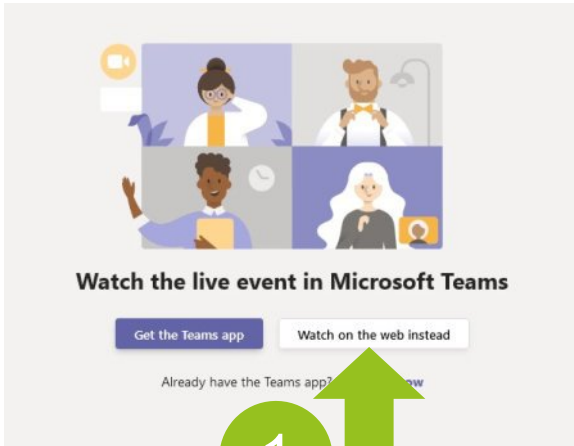 Watch the live event in Microsoft Teams
Get the Teams app
Watch on the web instead
Already have the Teams app?
1